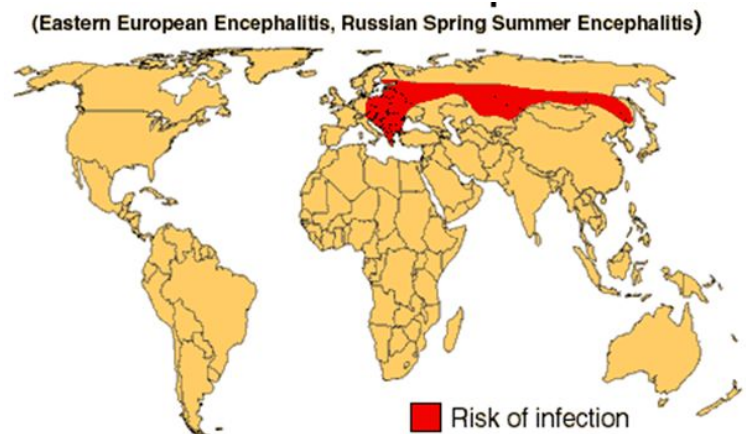 (Eastern European Encephalitis, Russian Spring Summer Encephalitis)
Risk of infection